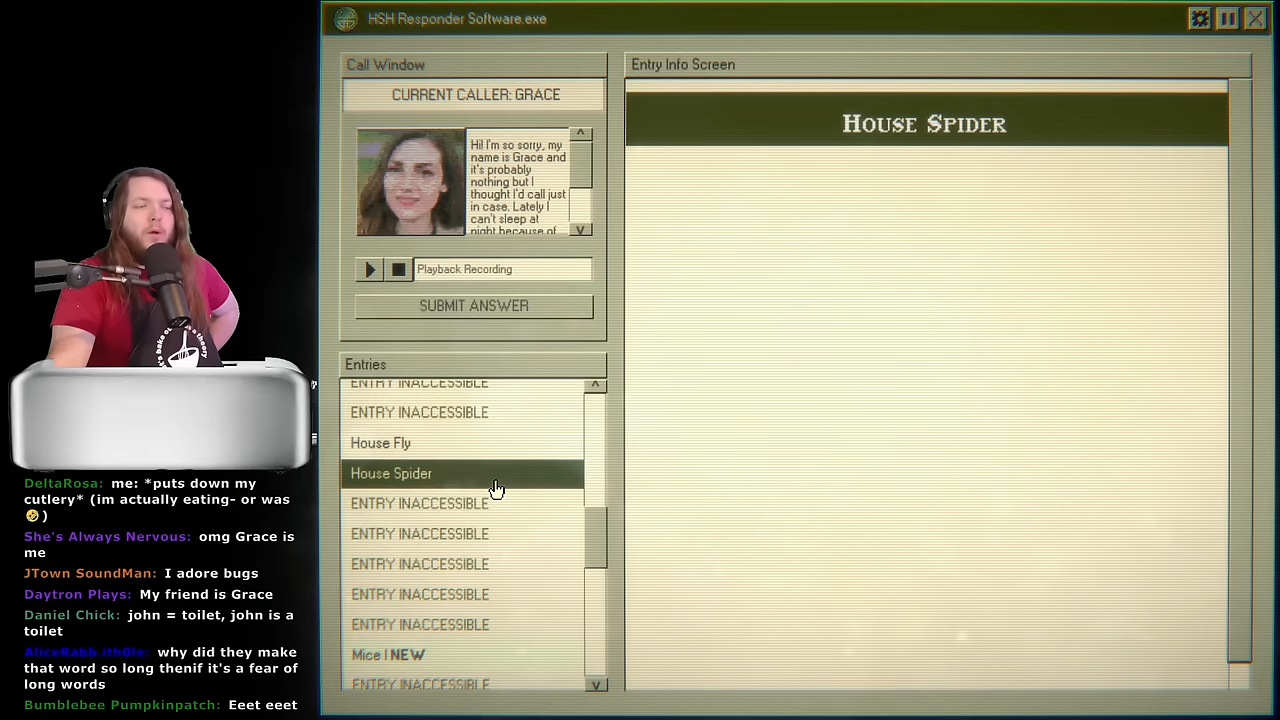 HSH Responder Software.exe
Call Window
CURRENT CALLER: GRACE
Hi! I'm so sorry, my
name is Grace and
it's probably
nothing but I
thought I'd call just
in case. Lately I
can't sleep at
night because of
Playback Recording
SUBMIT ANSWER
Entries
ENTRY INACCESSIBLE
ENTRY INACCESSIBLE
House Fly
House Spider
ENTRY INACCESSIBLE
ENTRY INACCESSIBLE
ENTRY INACCESSIBLE
ENTRY INACCESSIBLE
ENTRY INACCESSIBLE
Mice | NEW
ENTRY INACCESSIBLE
Entry Info Screen
HOUSE SPIDER
DeltaRosa: me: *puts down my
cutlery* (im actually eating- or was
🤣)
She's Always Nervous: omg Grace is
me
JTown SoundMan: I adore bugs
Daytron Plays: My friend is Grace
Daniel Chick: john = toilet, john is a
toilet
why did they make
that word so long thenif it's a fear of
long words
Bumblebee Pumpkinpatch: Eeet eeet